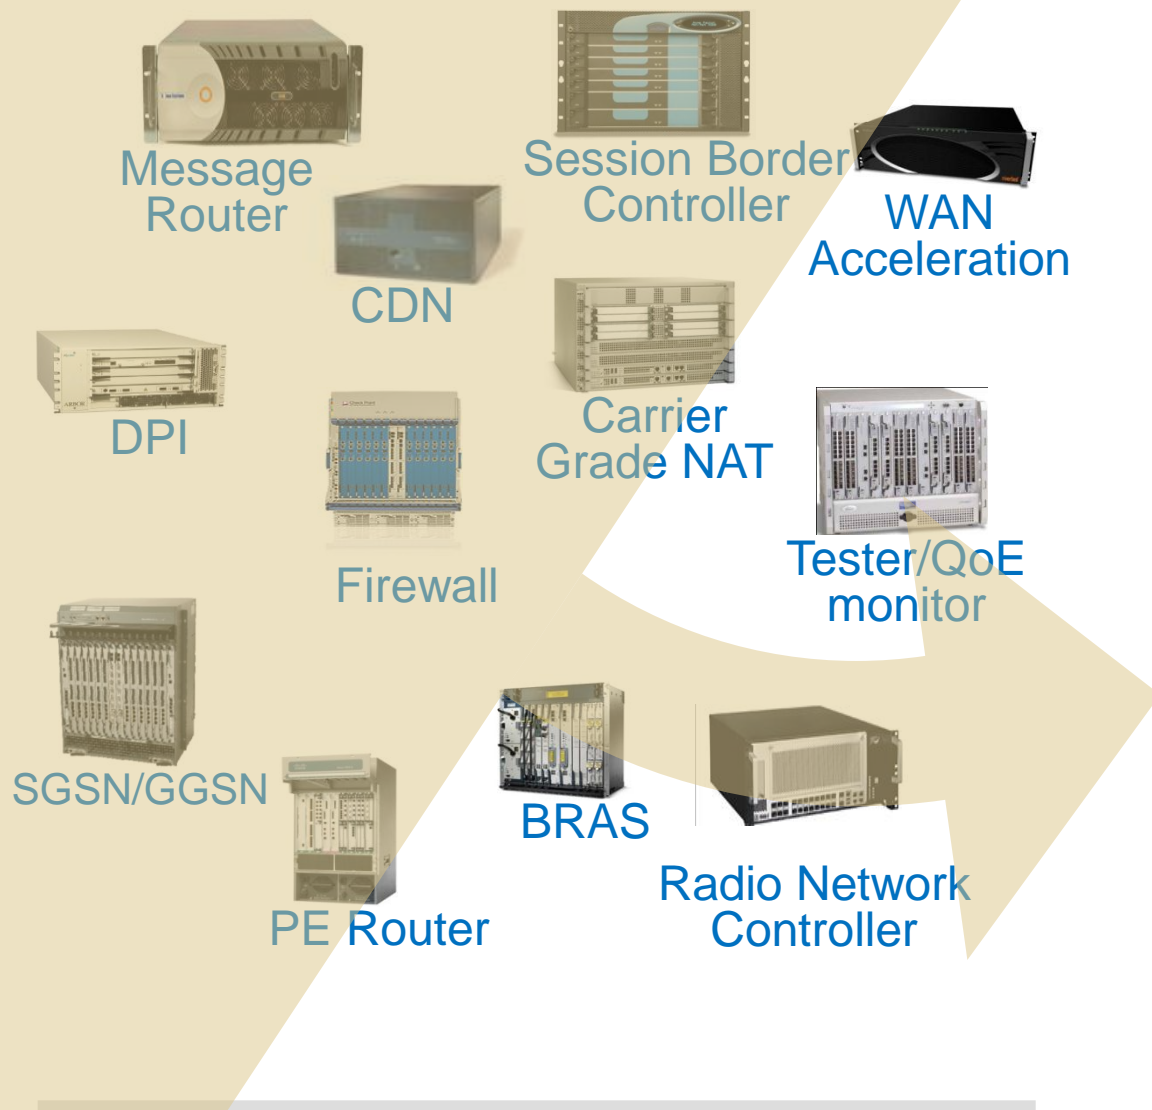 Message
Router
Session Border
Controller
WAN
Acceleration
CDN
DPI
Carrier
Grade NAT
Firewall
Tester/QoE
monitor
SGSN/GGSN
BRAS
PE Router
Radio Network
Controller